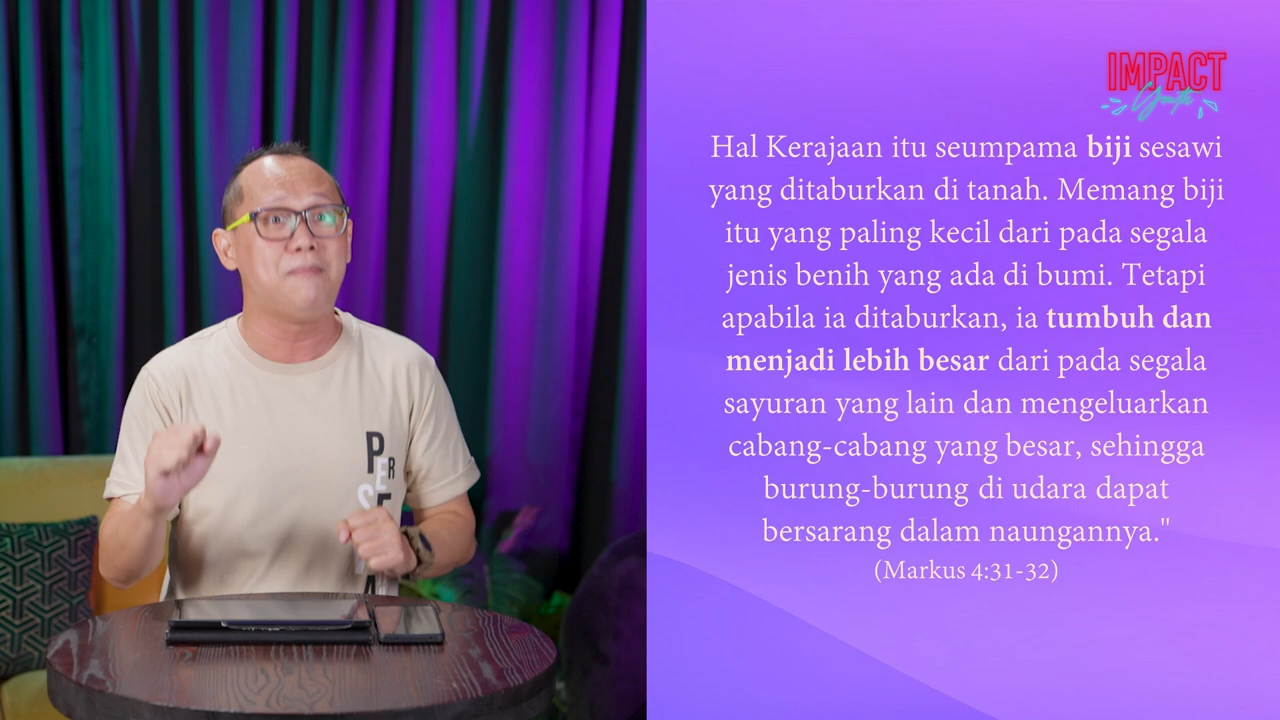 IMPACT
Youth
Hal Kerajaan itu seumpama biji sesawi
yang ditaburkan di tanah. Memang biji
itu yang paling kecil dari pada segala
jenis benih yang ada di bumi. Tetapi
apabila ia ditaburkan, ia tumbuh dan
menjadi lebih besar dari pada segala
sayuran yang lain dan mengeluarkan
cabang-cabang yang besar, sehingga
burung-burung di udara dapat
bersarang dalam naungannya."
(Markus 4:31-32)